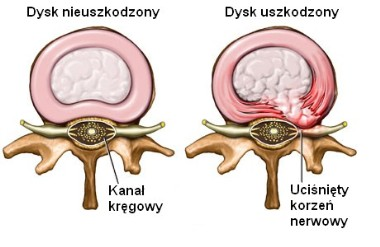 Dysk nieuszkodzony
Dysk uszkodzony
Kanał
kręgowy
Uciśnięty
korzeń
nerwowy